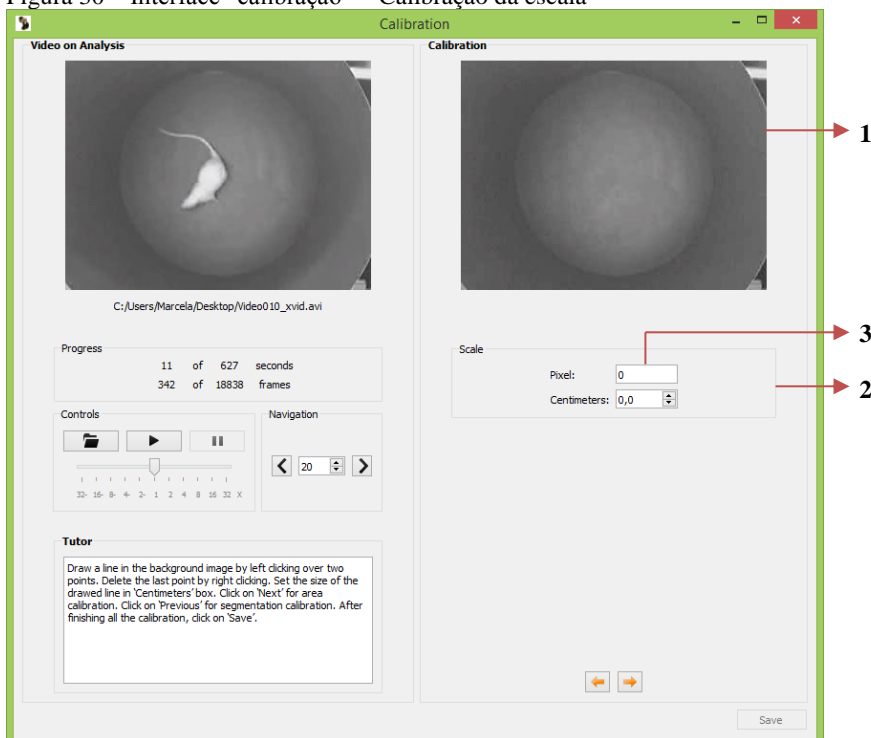 Figura 30 – Interface "calibração" – Calibração da escala
Calibration
Video on Analysis
Calibration
1
C:/Users/Marcela/Desktop/Video010_xvid.avi
Progress
11 of 627 seconds
342 of 18838 frames
Scale
3
Pixel: 0
2
Centimeters: 0,0
Controls
Navigation
20
32- 16- 8- 4- 2- 1 2 4 8 16 32 X
Tutor
Draw a line in the background image by left clicking over two
points. Delete the last point by right clicking. Set the size of the
drawed line in 'Centimeters' box. Click on 'Next' for area
calibration. Click on 'Previous' for segmentation calibration. After
finishing all the calibration, click on 'Save'.
Save